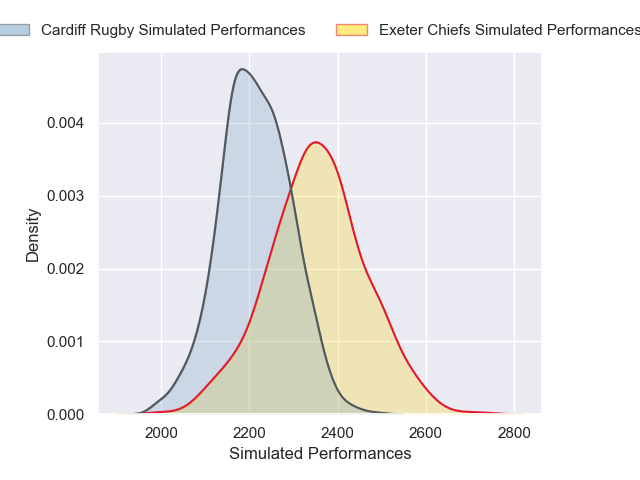 Cardiff Rugby Simulated Performances
Exeter Chiefs Simulated Performances
0.004
0.003
0.002
0.001
0.000
Density
2000 2200 2400 2600 2800
Simulated Performances